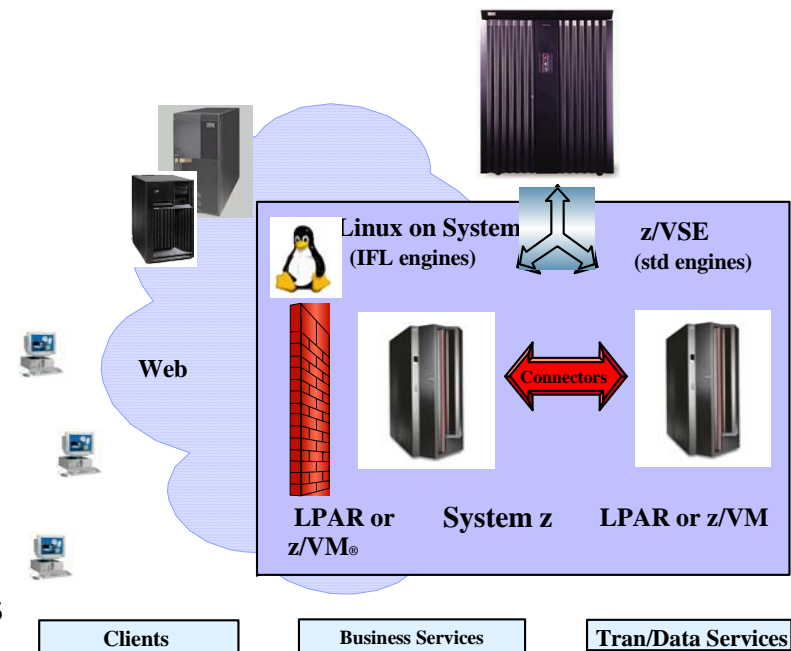 Linux on System
(IFL engines)
z/VSE
(std engines)
Web
Connectors
LPAR or
z/VM®
System z
LPAR or z/VM
Clients
Business Services
Tran/Data Services